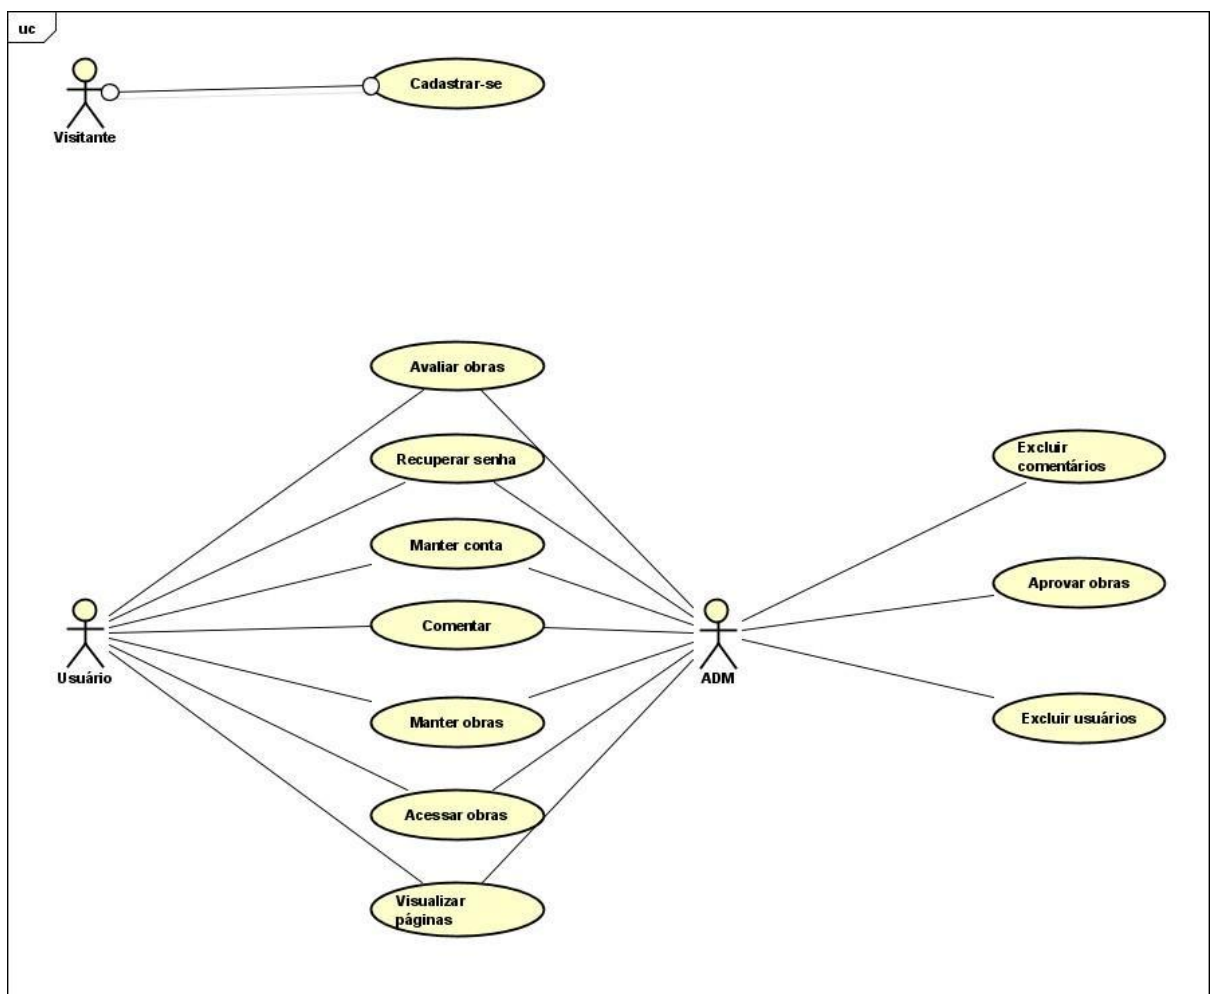 uc
Cadastrar-se
Visitante
Avaliar obras
Recuperar senha
Manter conta
Comentar
Manter obras
Acessar obras
Visualizar
páginas
Usuário
ADM
Excluir
comentários
Aprovar obras
Excluir usuários